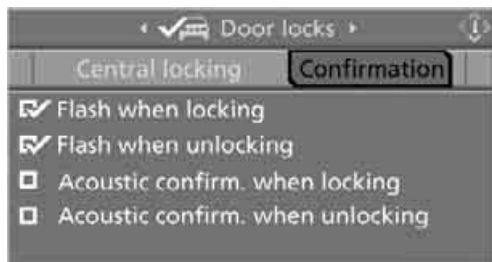 Door locks
Central locking Confirmation
Flash when locking
Flash when unlocking
Acoustic confirm. when locking
Acoustic confirm. when unlocking